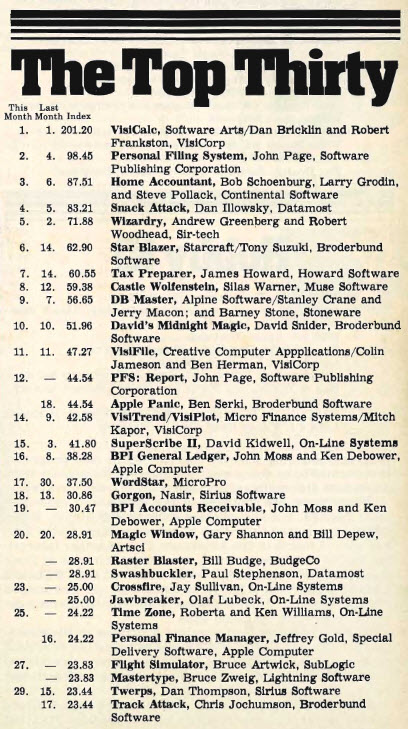 The Top Thirty
This Last
Month Month Index
1. 1. 201.20 VisiCalc, Software Arts/Dan Bricklin and Robert
Frankston, VisiCorp
2. 4. 98.45 Personal Filing System, John Page, Software
Publishing Corporation
3. 6. 87.51 Home Accountant, Bob Schoenburg, Larry Grodin,
and Steve Pollack, Continental Software
4. 5. 83.21 Snack Attack, Dan Illowsky, Datamost
5. 2. 71.88 Wizardry, Andrew Greenberg and Robert
Woodhead, Sir-tech
6. 14. 62.90 Star Blazer, Starcraft/Tony Suzuki, Broderbund
Software
7. 14. 60.55 Tax Preparer, James Howard, Howard Software
8. 12. 59.38 Castle Wolfenstein, Silas Warner, Muse Software
9. 7. 56.65 DB Master, Alpine Software/Stanley Crane and
Jerry Macon; and Barney Stone, Stoneware
10. 10. 51.96 David's Midnight Magic, David Snider, Broderbund
Software
11. 11. 47.27 VisiFile, Creative Computer Appplications/Colin
Jameson and Ben Herman, VisiCorp
12. — 44.54 PFS: Report, John Page, Software Publishing
Corporation
18. 44.54 Apple Panic, Ben Serki, Broderbund Software
14. 9. 42.58 VisiTrend/VisiPlot, Micro Finance Systems/Mitch
Kapor, VisiCorp
15. 3. 41.80 SuperScribe II, David Kidwell, On-Line Systems
16. 8. 38.28 BPI General Ledger, John Moss and Ken Debower,
Apple Computer
17. 30. 37.50 WordStar, MicroPro
18. 13. 30.86 Gorgon, Nasir, Sirius Software
19. — 30.47 BPI Accounts Receivable, John Moss and Ken
Debower, Apple Computer
20. 20. 28.91 Magic Window, Gary Shannon and Bill Depew,
Artsci
— 28.91 Raster Blaster, Bill Budge, BudgeCo
— 28.91 Swashbuckler, Paul Stephenson, Datamost
23. — 25.00 Crossfire, Jay Sullivan, On-Line Systems
— 25.00 Jawbreaker, Olaf Lubeck, On-Line Systems
25. — 24.22 Time Zone, Roberta and Ken Williams, On-Line
Systems
16. 24.22 Personal Finance Manager, Jeffrey Gold, Special
Delivery Software, Apple Computer
27. — 23.83 Flight Simulator, Bruce Artwick, SubLogic
— 23.83 Mastertype, Bruce Zweig, Lightning Software
29. 15. 23.44 Twerps, Dan Thompson, Sirius Software
17. 23.44 Track Attack, Chris Jochumson, Broderbund
Software